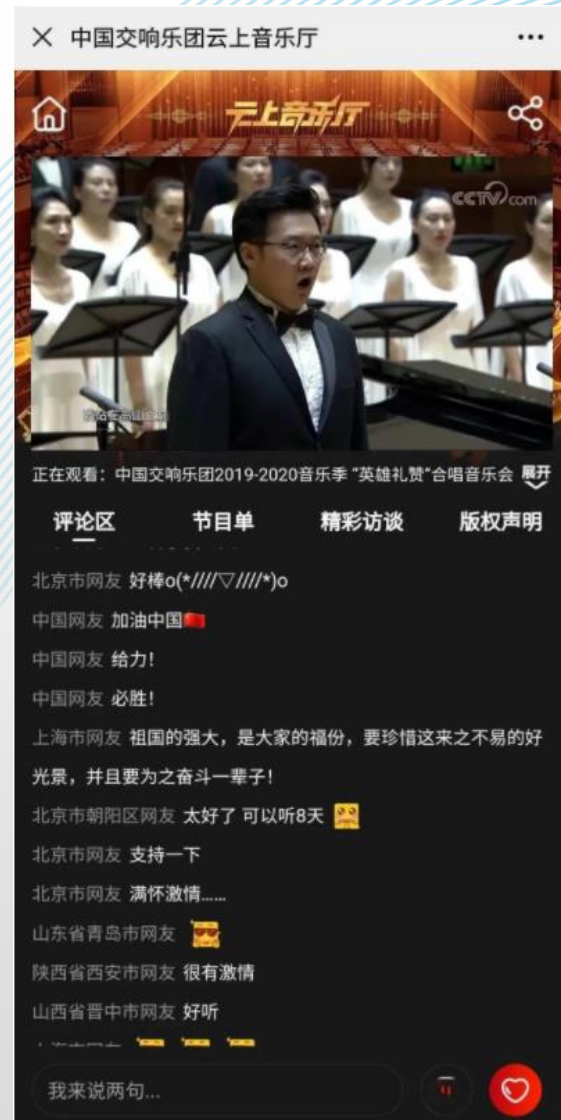 中国交响乐团云上音乐厅
云上音乐厅
CCTV.com
正在观看：中国交响乐团2019-2020音乐季 “英雄礼赞”合唱音乐会 展开
评论区 节目单 精彩访谈 版权声明
北京市网友 好棒o(*////▽////*)o
中国网友 加油中国🇨🇳
中国网友 给力！
中国网友 必胜！
上海市网友 祖国的强大，是大家的福份，要珍惜这来之不易的好
光景，并且要为之奋斗一辈子！
北京市朝阳区网友 太好了 可以听8天
北京市网友 支持一下
北京市网友 满怀激情……
山东省青岛市网友
陕西省西安市网友 很有激情
山西省晋中市网友 好听
我来说两句...